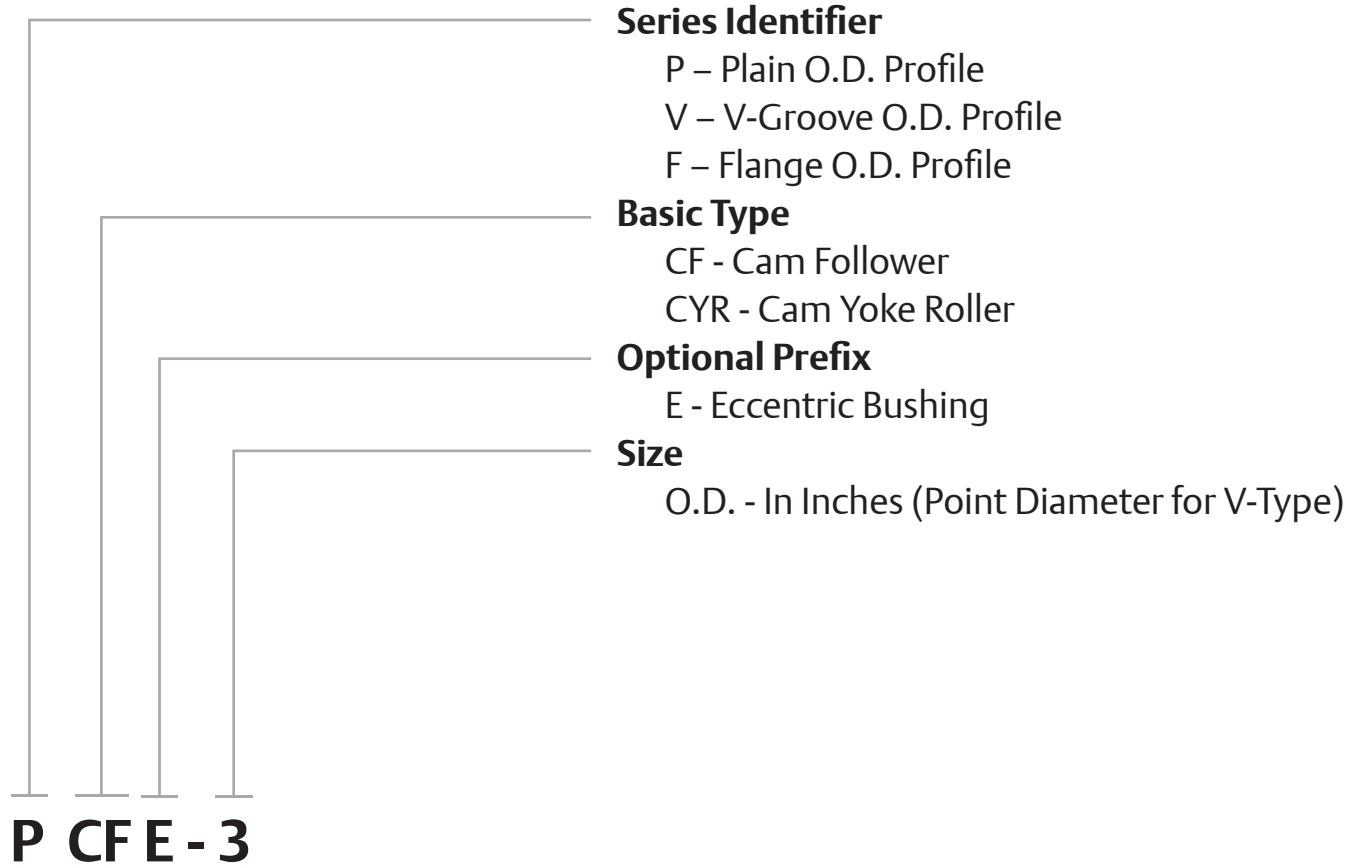 Series Identifier
P – Plain O.D. Profile
V – V-Groove O.D. Profile
F – Flange O.D. Profile
Basic Type
CF - Cam Follower
CYR - Cam Yoke Roller
Optional Prefix
E - Eccentric Bushing
Size
O.D. - In Inches (Point Diameter for V-Type)
P CF E - 3